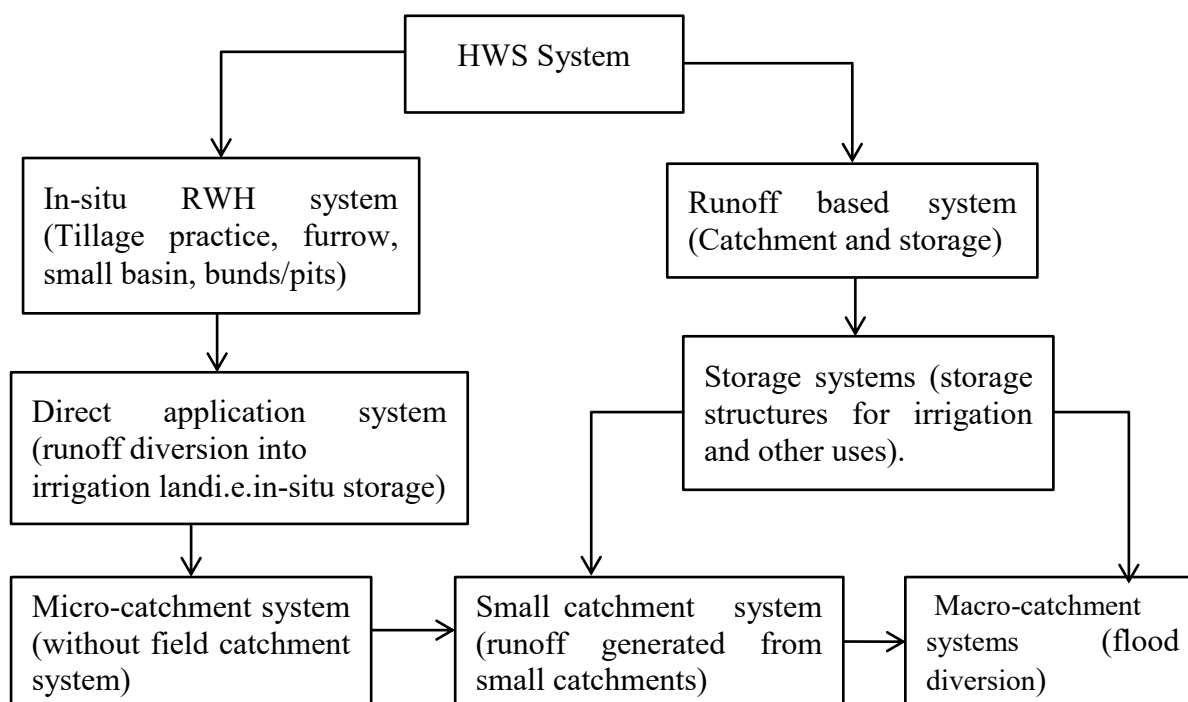 HWS System
In-situ RWH system
(Tillage practice, furrow,
small basin, bunds/pits)
Runoff based system
(Catchment and storage)
Direct application system
(runoff diversion into
irrigation landi.e.in-situ storage)
Storage systems (storage
structures for irrigation
and other uses).
Micro-catchment system
(without field catchment
system)
Small catchment system
(runoff generated from
small catchments)
Macro-catchment
systems (flood
diversion)